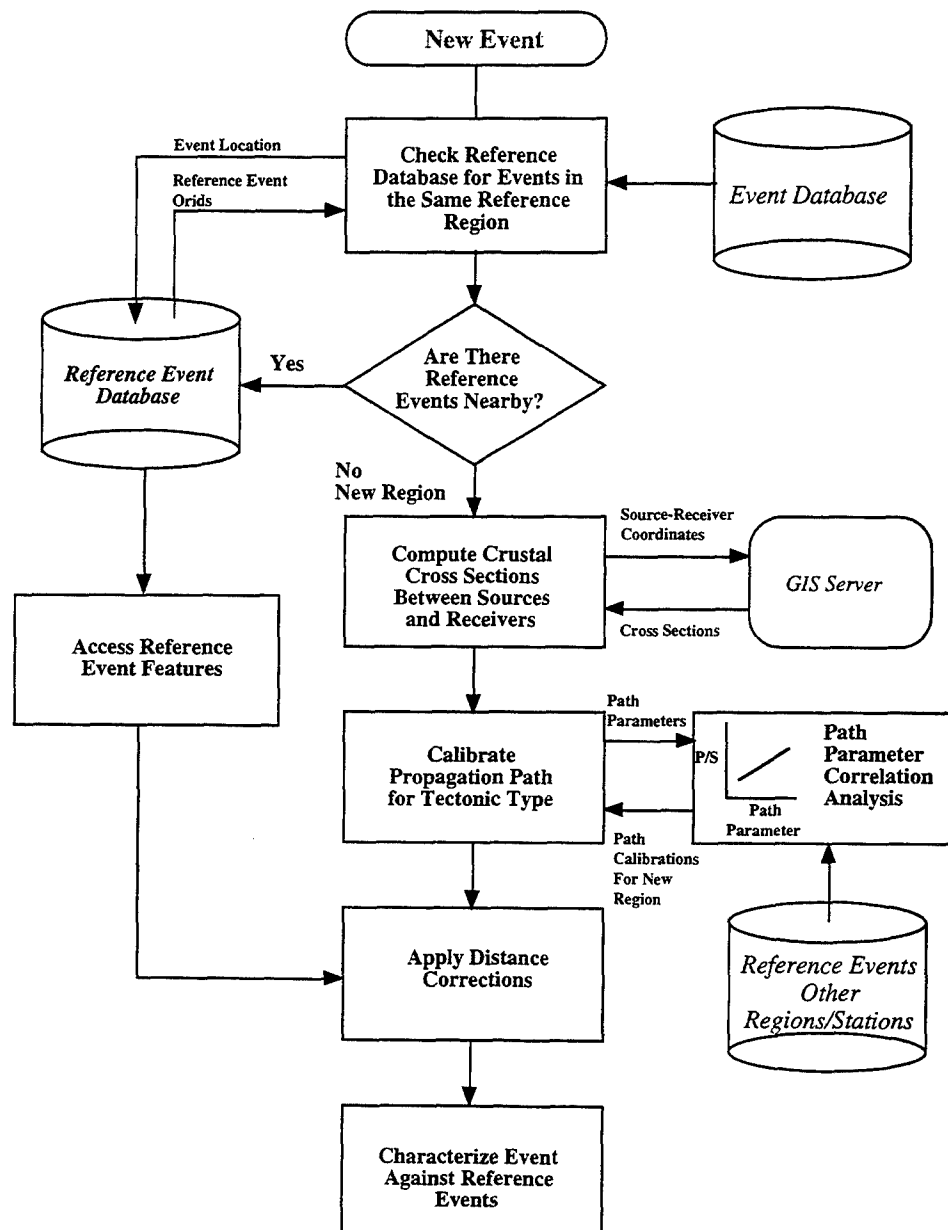 New Event
Event Location
Reference Event
Orids
Check Reference
Database for Events in
the Same Reference
Region
Event Database
Are There
Reference
Events Nearby?
Yes
Reference Event
Database
No
New Region
Compute Crustal
Cross Sections
Between Sources
and Receivers
Source-Receiver
Coordinates
GIS Server
Cross Sections
Access Reference
Event Features
Calibrate
Propagation Path
for Tectonic Type
Path
Parameters
P/S
Path
Parameter
Path
Parameter
Correlation
Analysis
Path
Calibrations
For New
Region
Apply Distance
Corrections
Reference Events
Other
Regions/Stations
Characterize Event
Against Reference
Events